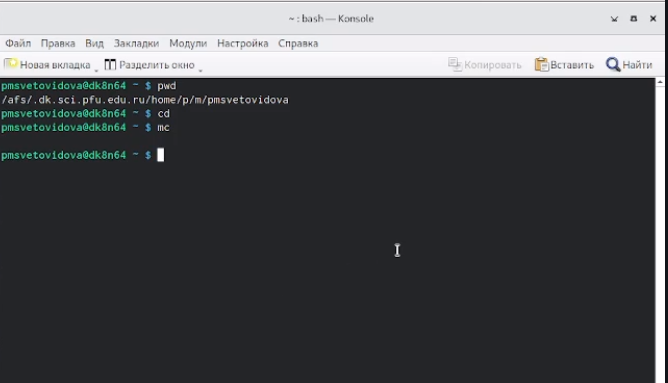 ~ : bash — Konsole
Файл Правка Вид Закладки Модули Настройка Справка
Новая вкладка Разделить окно Копировать Вставить Найти
pmsvetovidova@dk8n64 ~ $ pwd
/afs/.dk.sci.pfu.edu.ru/home/p/m/pmsvetovidova
pmsvetovidova@dk8n64 ~ $ cd
pmsvetovidova@dk8n64 ~ $ mc
pmsvetovidova@dk8n64 ~ $